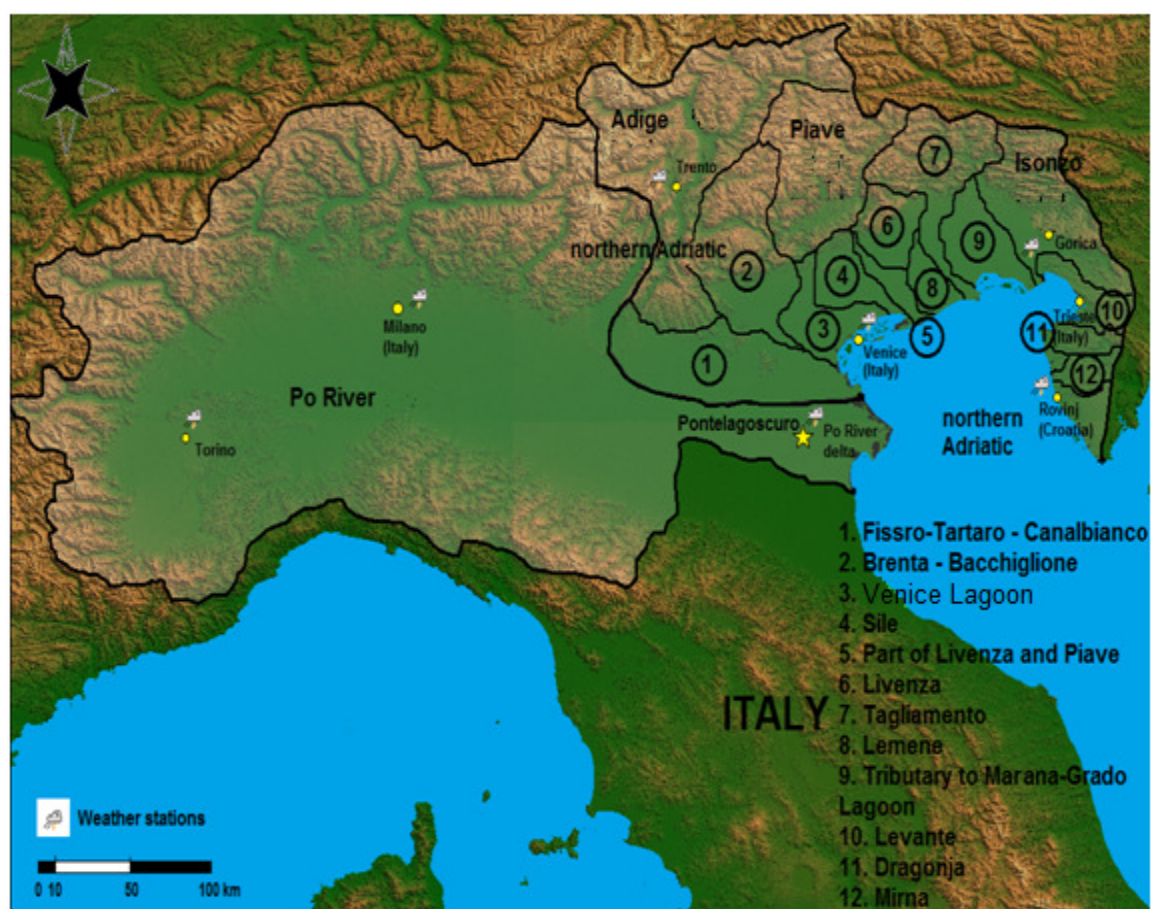 Adige
Piave
7
Isonzo
Trento
6
9
Gorica
northern Adriatic
2
4
8
Milano
(Italy)
3
5
11
Trieste
(Italy)
10
Venice
(Italy)
1
12
Po River
Rovinj
(Croatia)
Pontelagoscuro
Po River
delta
northern
Adriatic
Torino
1. Fissro-Tartaro - Canalbianco
2. Brenta - Bacchiglione
3. Venice Lagoon
4. Sile
5. Part of Livenza and Piave
6. Livenza
ITALY
7. Tagliamento
8. Lemene
9. Tributary to Marana-Grado
Lagoon
10. Levante
11. Dragonja
12. Mirna
Weather stations
0 10 50 100 km